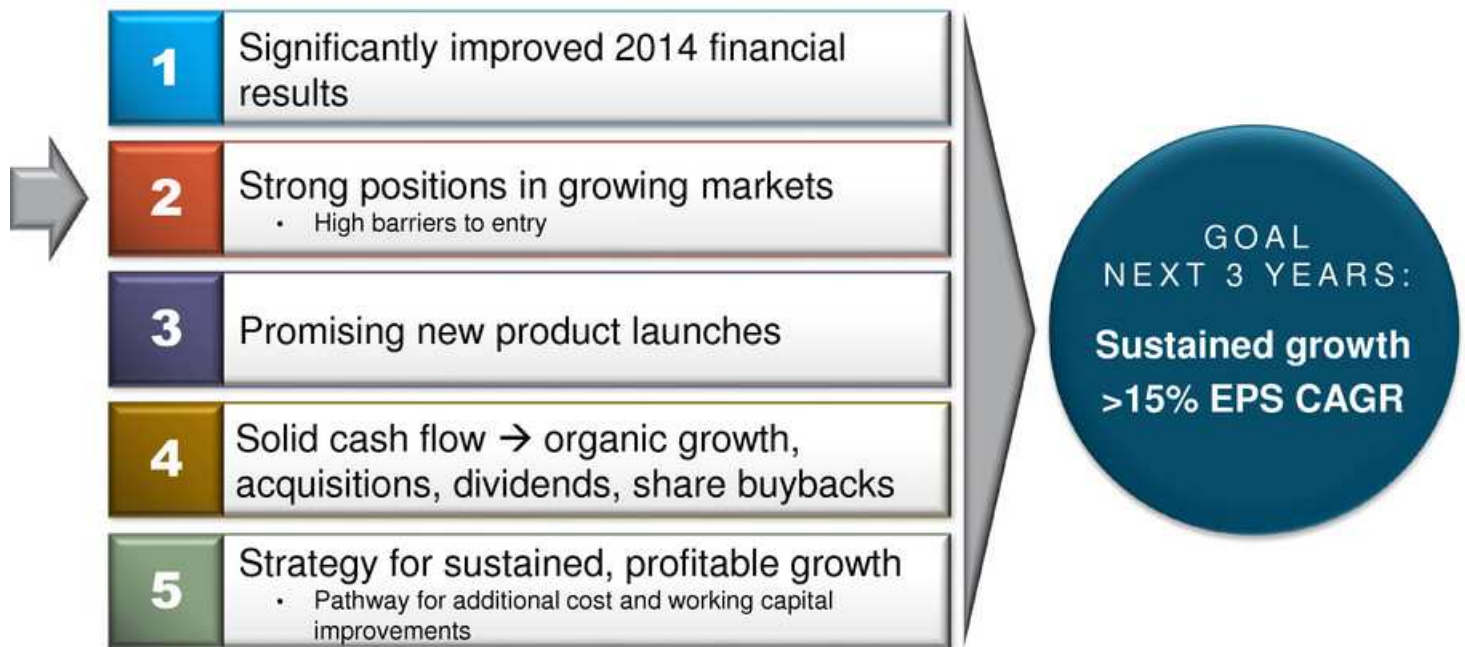 1
Significantly improved 2014 financial
results
2
Strong positions in growing markets
• High barriers to entry
3
Promising new product launches
4
Solid cash flow → organic growth,
acquisitions, dividends, share buybacks
5
Strategy for sustained, profitable growth
• Pathway for additional cost and working capital
improvements
GOAL
NEXT 3 YEARS:
Sustained growth
>15% EPS CAGR